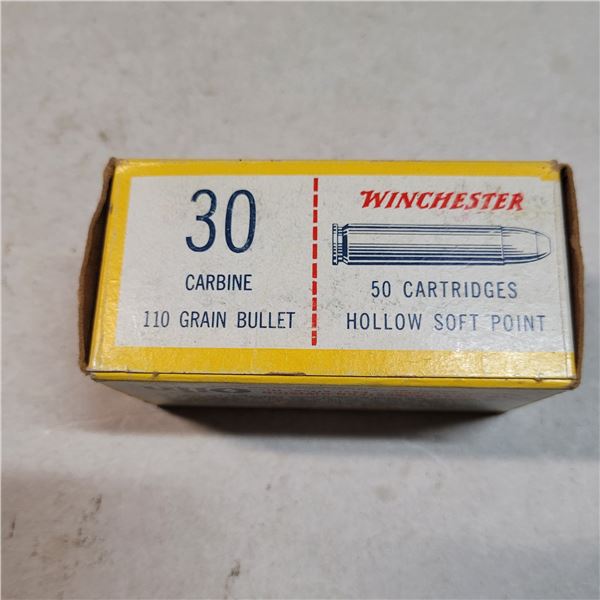 30
CARBINE
110 GRAIN BULLET
WINCHESTER
50 CARTRIDGES
HOLLOW SOFT POINT